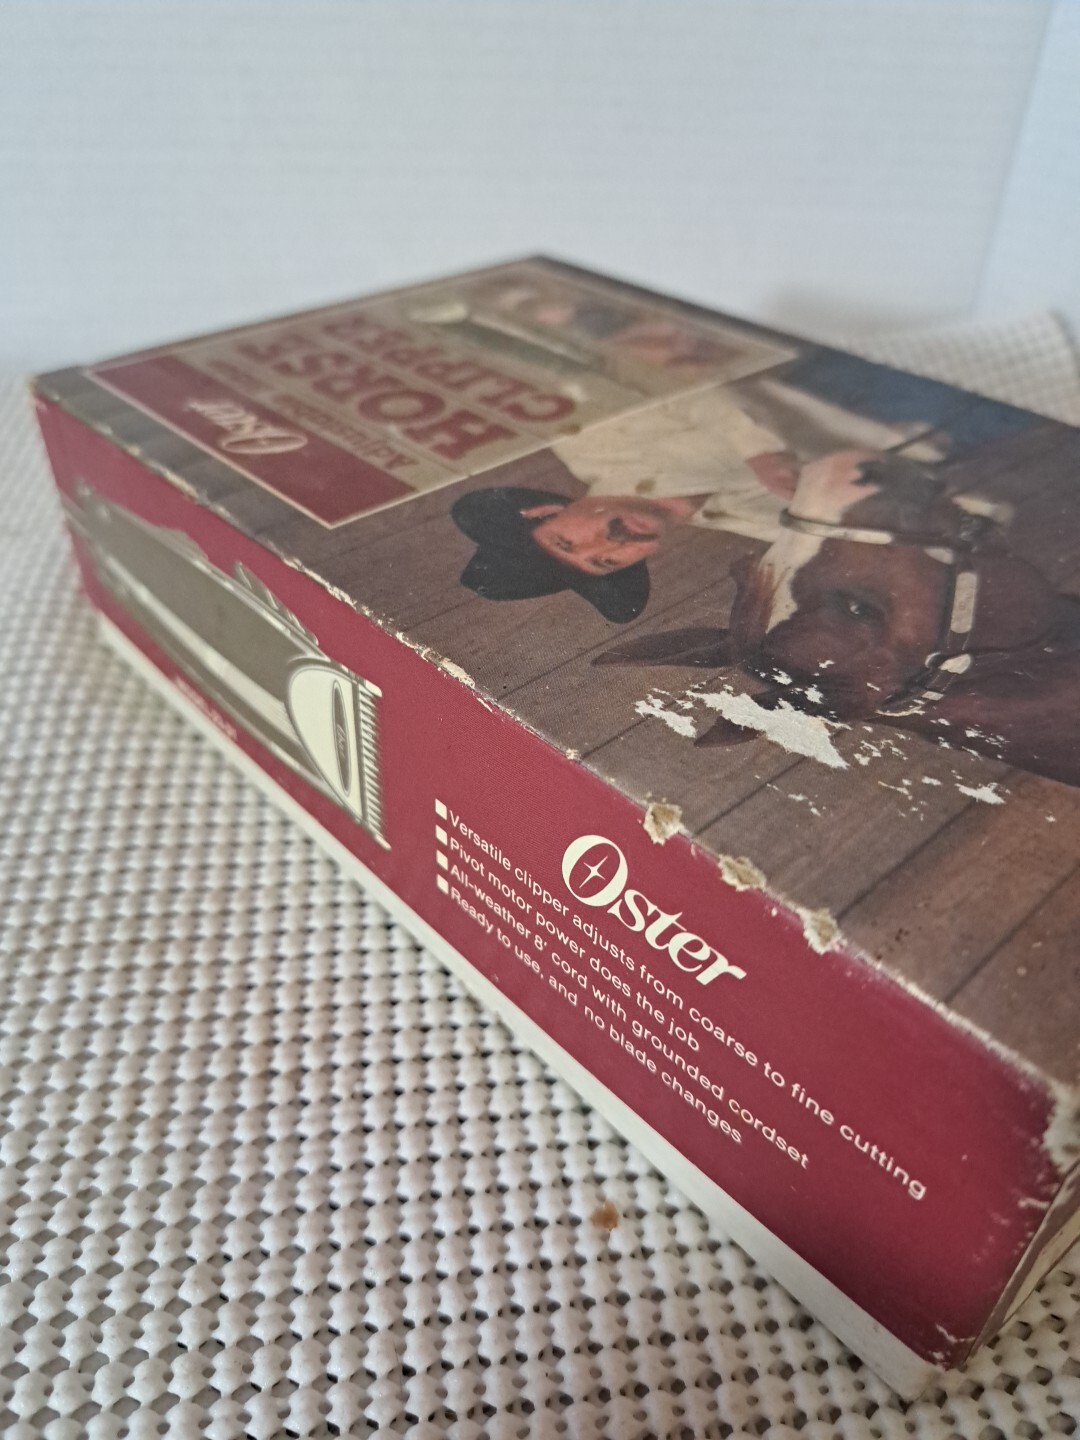 Oster
Adjustable
HORSE
CLIPPER
Oster
Versatile clipper adjusts from coarse to fine cutting
Pivot motor power does the job
All-weather 8' cord with grounded cordset
Ready to use, and no blade changes